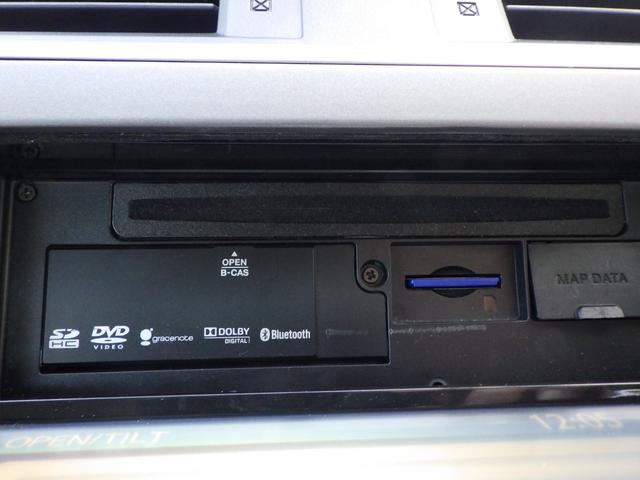 OPEN
B-CAS
MAP DATA
SD
HC
DVD
VIDEO
gracenote
DOLBY
DIGITAL
Bluetooth
OPEN/TILT
12:05